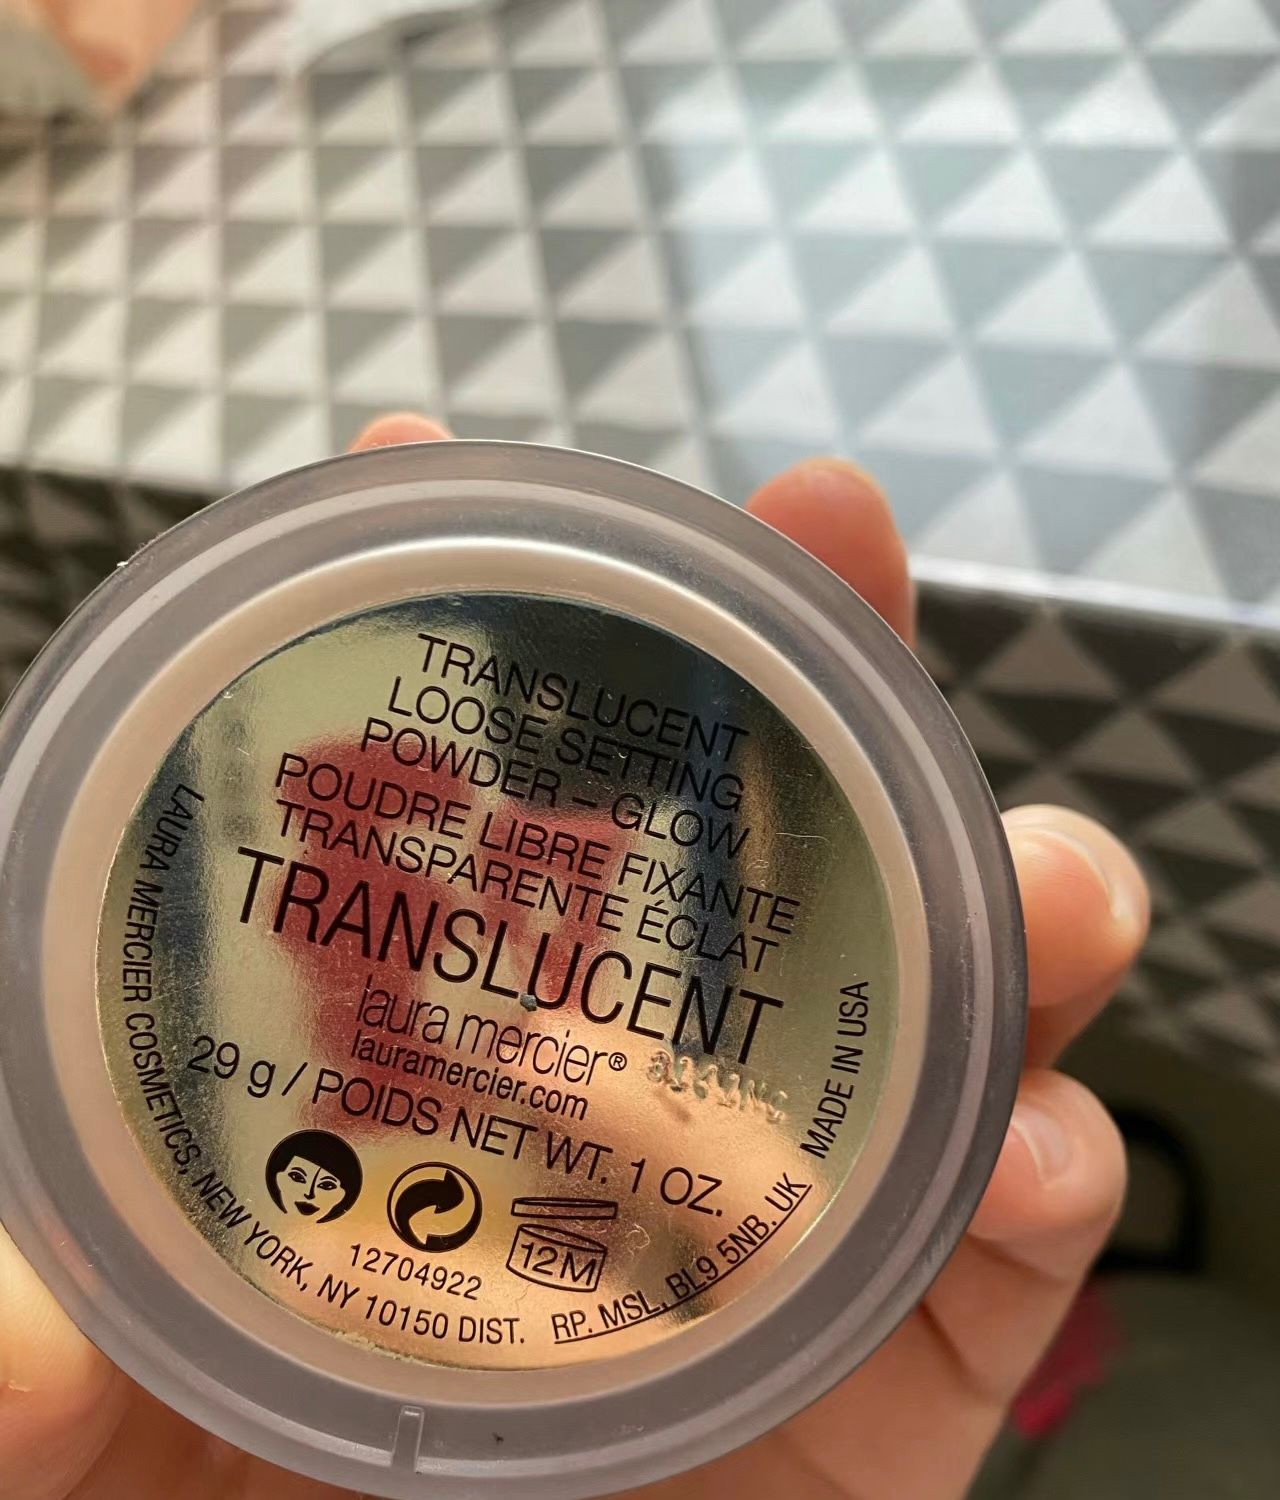 TRANSLUCENT
LOOSE SETTING
POWDER – GLOW
POUDRE LIBRE FIXANTE
TRANSPARENTE ÉCLAT
TRANSLUCENT
laura mercier®
lauramercier.com
29 g / POIDS NET WT. 1 OZ.
12M
12704922
LAURA MERCIER COSMETICS, NEW YORK, NY 10150 DIST.
RP. MSL, BL9 5NB. UK
MADE IN USA